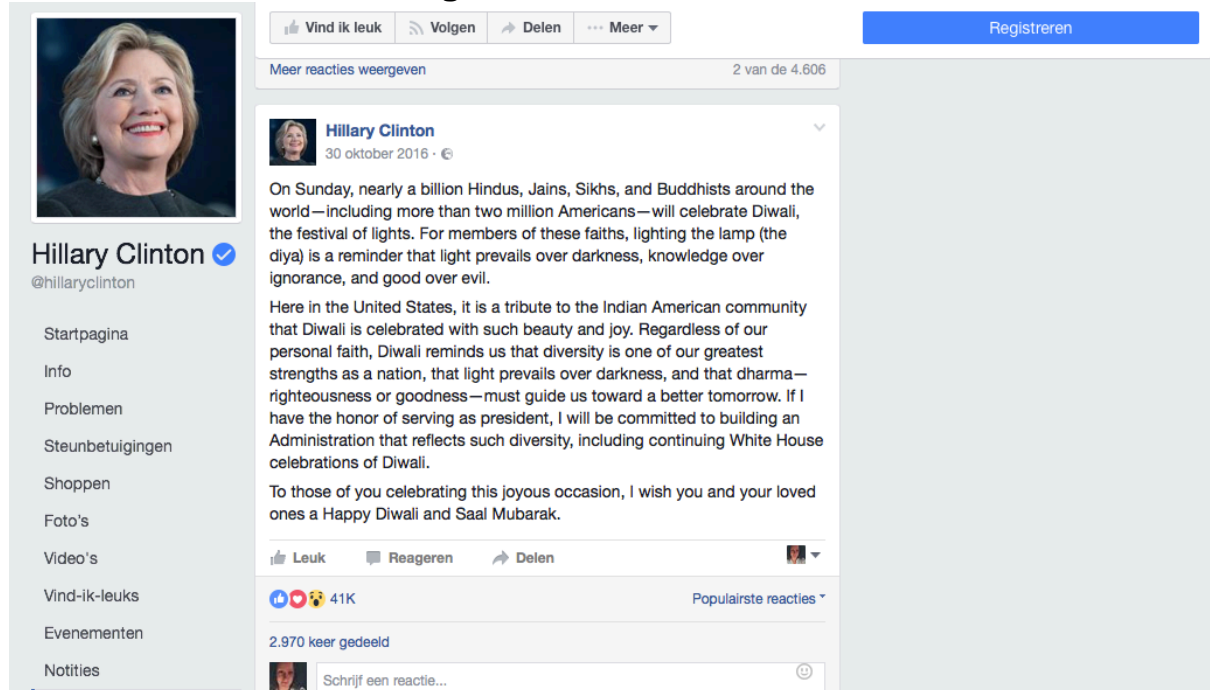 Vind ik leuk Volgen Delen ··· Meer
Registreren
Meer reacties weergeven 2 van de 4.606
Hillary Clinton
30 oktober 2016 ·
On Sunday, nearly a billion Hindus, Jains, Sikhs, and Buddhists around the
world—including more than two million Americans—will celebrate Diwali,
the festival of lights. For members of these faiths, lighting the lamp (the
diya) is a reminder that light prevails over darkness, knowledge over
ignorance, and good over evil.
Here in the United States, it is a tribute to the Indian American community
that Diwali is celebrated with such beauty and joy. Regardless of our
personal faith, Diwali reminds us that diversity is one of our greatest
strengths as a nation, that light prevails over darkness, and that dharma—
righteousness or goodness—must guide us toward a better tomorrow. If I
have the honor of serving as president, I will be committed to building an
Administration that reflects such diversity, including continuing White House
celebrations of Diwali.
To those of you celebrating this joyous occasion, I wish you and your loved
ones a Happy Diwali and Saal Mubarak.
Leuk Reageren Delen
41K Populairste reacties
2.970 keer gedeeld
Schrijf een reactie...
Hillary Clinton
@hillaryclinton
Startpagina
Info
Problemen
Steunbetuigingen
Shoppen
Foto's
Video's
Vind-ik-leuks
Evenementen
Notities